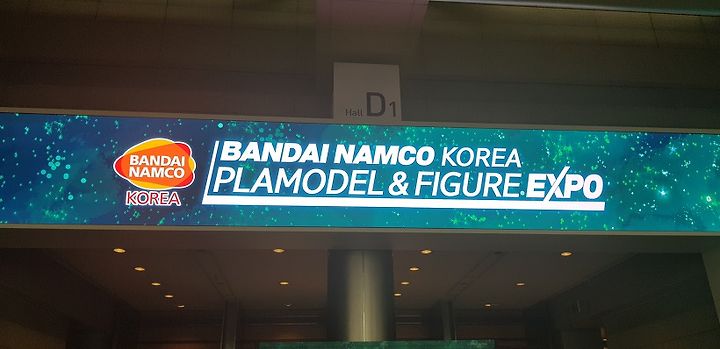 Hall D1
BANDAI
NAMCO
KOREA
BANDAI NAMCO KOREA
PLAMODEL & FIGURE.EXPO